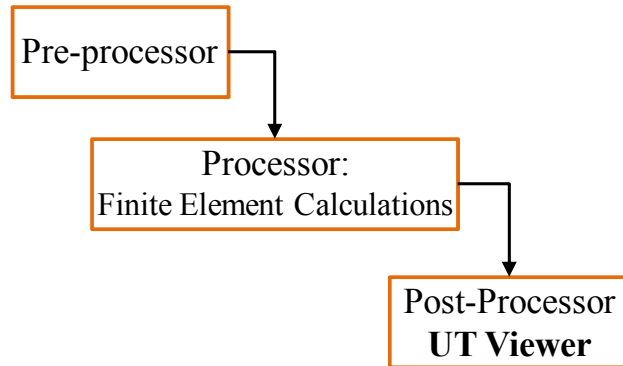 Pre-processor
Processor:
Finite Element Calculations
Post-Processor
UT Viewer